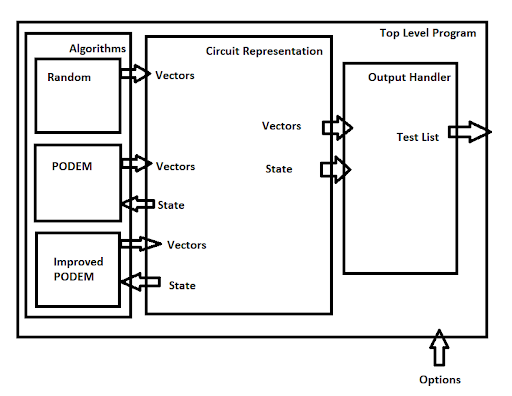 Top Level Program
Algorithms
Circuit Representation
Random
Vectors
Output Handler
Vectors
Test List
PODEM
Vectors
State
State
Vectors
Improved
PODEM
State
Options